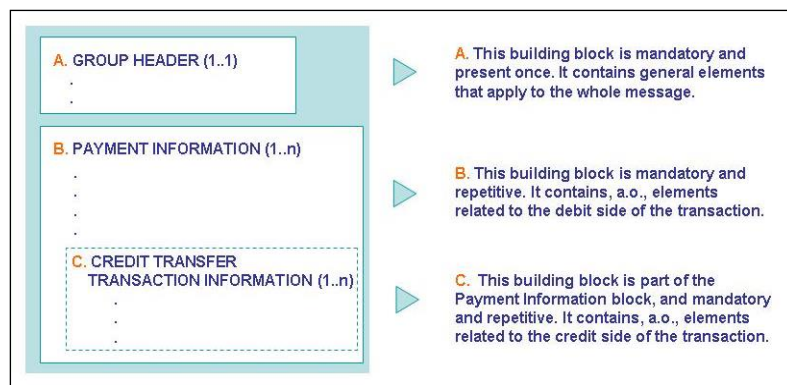 A. GROUP HEADER (1..1)
.
.
A. This building block is mandatory and
present once. It contains general elements
that apply to the whole message.
B. PAYMENT INFORMATION (1..n)
.
.
.
.
B. This building block is mandatory and
repetitive. It contains, a.o., elements
related to the debit side of the transaction.
C. CREDIT TRANSFER
TRANSACTION INFORMATION (1..n)
.
.
.
C. This building block is part of the
Payment Information block, and mandatory
and repetitive. It contains, a.o., elements
related to the credit side of the transaction.